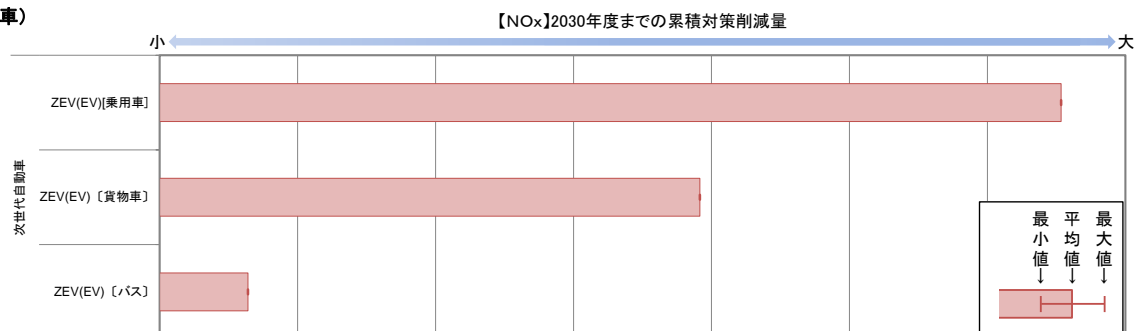 車)
【NOx】2030年度までの累積対策削減量
小
大
次世代自動車
ZEV(EV)[乗用車]
ZEV(EV)〔貨物車〕
ZEV(EV)〔バス〕
最小値↓
平均値↓
最大値↓